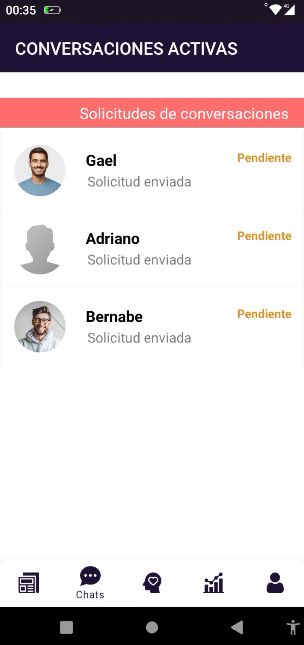 00:35
4G
CONVERSACIONES ACTIVAS
Solicitudes de conversaciones
Gael
Pendiente
Solicitud enviada
Adriano
Pendiente
Solicitud enviada
Bernabe
Pendiente
Solicitud enviada
Chats